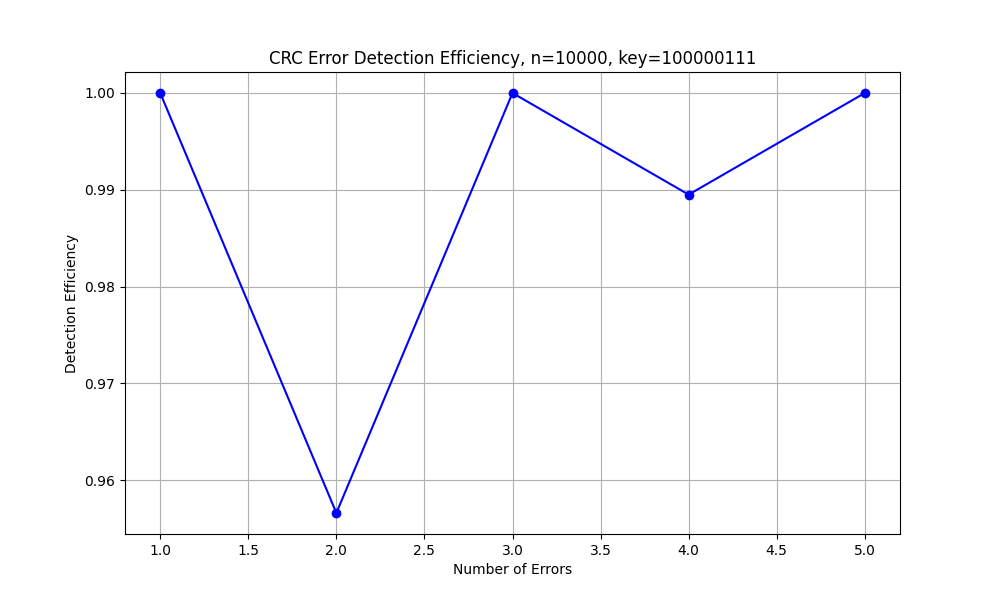 CRC Error Detection Efficiency, n=10000, key=100000111
1.00
0.99
0.98
0.97
0.96
Detection Efficiency
1.0 1.5 2.0 2.5 3.0 3.5 4.0 4.5 5.0
Number of Errors